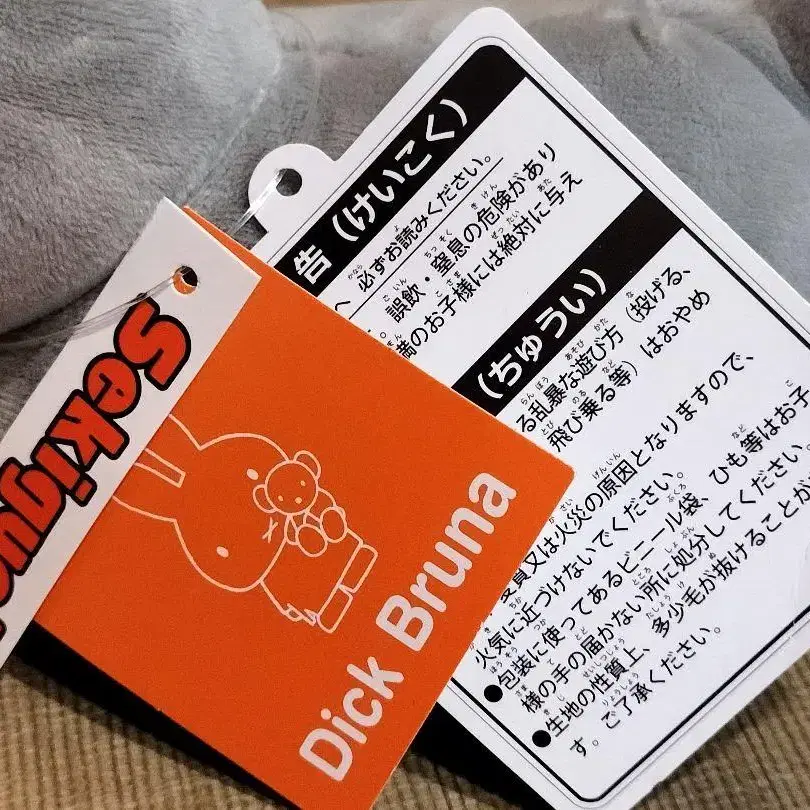 Sekigu
Dick Bruna
告（けいこく）
必ずお読みください。
誤飲・窒息の危険があり
満のお子様には絶対に与え
（ちゅうい）
る乱暴な遊び方（投げる、
飛び乗る等）はおやめ
又は火災の原因となりますので、
火気に近づけないでください。
●包装に使ってあるビニール袋、ひも等はお子
様の手の届かない所に処分してください。
●生地の性質上、多少毛が抜けることが
す。ご了承ください。